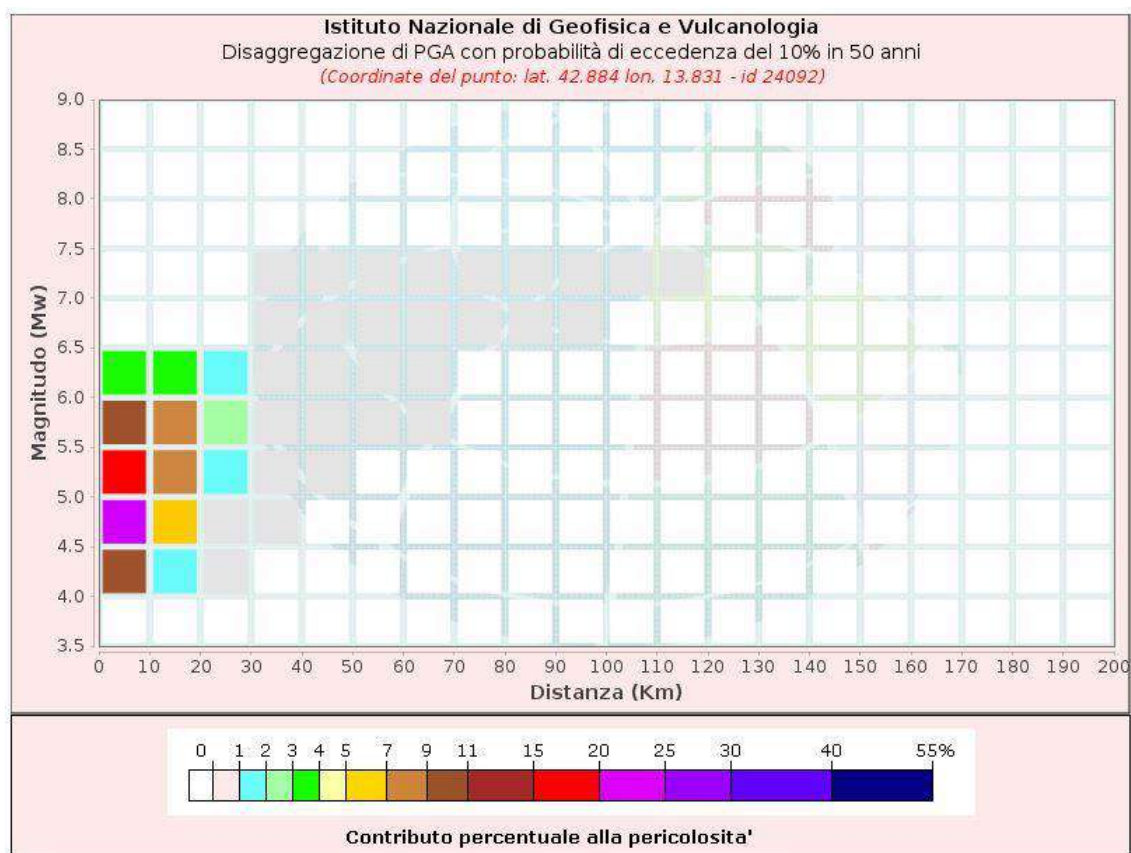 Istituto Nazionale di Geofisica e Vulcanologia
Disaggregazione di PGA con probabilità di eccedenza del 10% in 50 anni
(Coordinate del punto: lat. 42.884 lon. 13.831 - id 24092)
9.0
8.5
8.0
7.5
7.0
6.5
6.0
5.5
5.0
4.5
4.0
3.5
Magnitudo (Mw)
0 10 20 30 40 50 60 70 80 90 100 110 120 130 140 150 160 170 180 190 200
Distanza (Km)
0 1 2 3 4 5 7 9 11 15 20 25 30 40 55%
Contributo percentuale alla pericolosita'